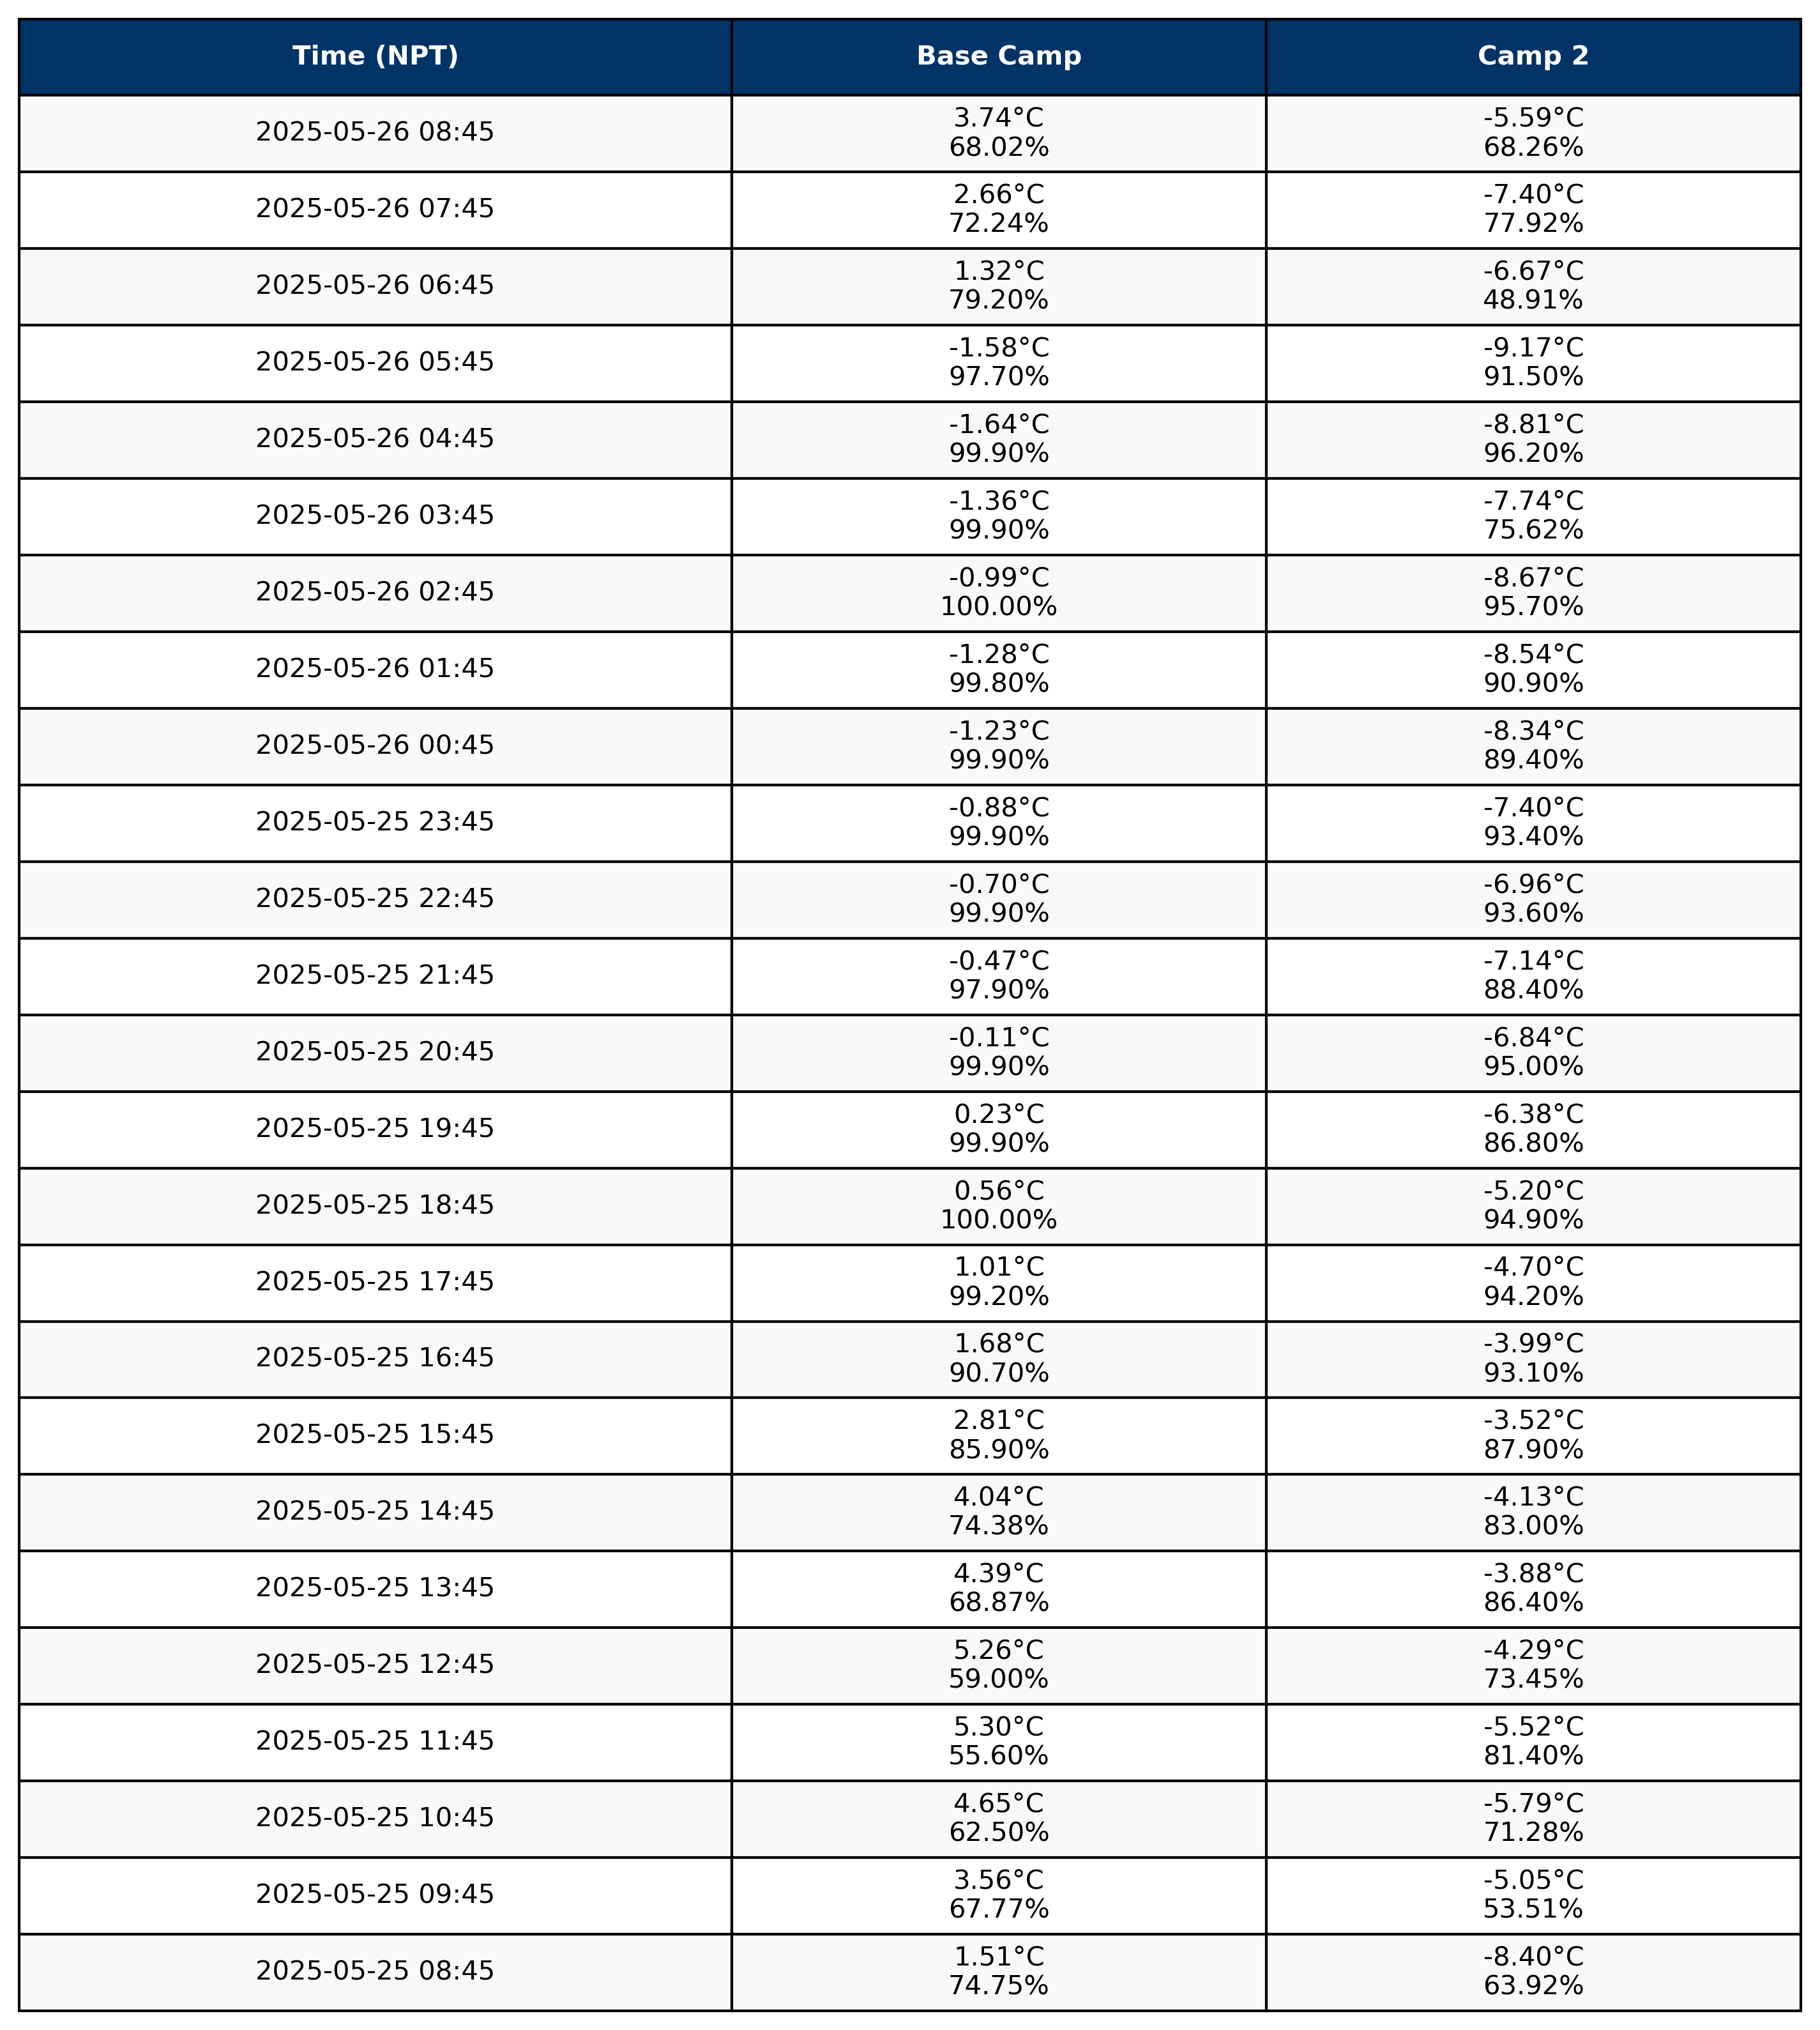 Time (NPT) Base Camp Camp 2
2025-05-26 08:45 3.74°C -5.59°C
68.02% 68.26%
2025-05-26 07:45 2.66°C -7.40°C
72.24% 77.92%
2025-05-26 06:45 1.32°C -6.67°C
79.20% 48.91%
2025-05-26 05:45 -1.58°C -9.17°C
97.70% 91.50%
2025-05-26 04:45 -1.64°C -8.81°C
99.90% 96.20%
2025-05-26 03:45 -1.36°C -7.74°C
99.90% 75.62%
2025-05-26 02:45 -0.99°C -8.67°C
100.00% 95.70%
2025-05-26 01:45 -1.28°C -8.54°C
99.80% 90.90%
2025-05-26 00:45 -1.23°C -8.34°C
99.90% 89.40%
2025-05-25 23:45 -0.88°C -7.40°C
99.90% 93.40%
2025-05-25 22:45 -0.70°C -6.96°C
99.90% 93.60%
2025-05-25 21:45 -0.47°C -7.14°C
97.90% 88.40%
2025-05-25 20:45 -0.11°C -6.84°C
99.90% 95.00%
2025-05-25 19:45 0.23°C -6.38°C
99.90% 86.80%
2025-05-25 18:45 0.56°C -5.20°C
100.00% 94.90%
2025-05-25 17:45 1.01°C -4.70°C
99.20% 94.20%
2025-05-25 16:45 1.68°C -3.99°C
90.70% 93.10%
2025-05-25 15:45 2.81°C -3.52°C
85.90% 87.90%
2025-05-25 14:45 4.04°C -4.13°C
74.38% 83.00%
2025-05-25 13:45 4.39°C -3.88°C
68.87% 86.40%
2025-05-25 12:45 5.26°C -4.29°C
59.00% 73.45%
2025-05-25 11:45 5.30°C -5.52°C
55.60% 81.40%
2025-05-25 10:45 4.65°C -5.79°C
62.50% 71.28%
2025-05-25 09:45 3.56°C -5.05°C
67.77% 53.51%
2025-05-25 08:45 1.51°C -8.40°C
74.75% 63.92%